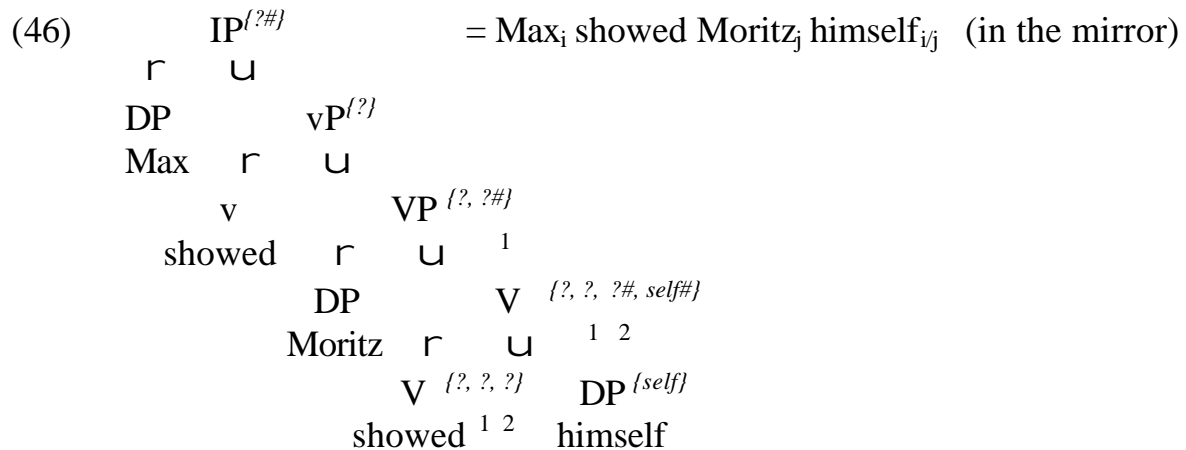 (46) IP{?#} = Maxi showed Moritzj himselfi/j (in the mirror)
r u
DP vP{?}
Max r u
v VP {?, ?#}
showed r u 1
DP V {?, ?, ?#, self#}
Moritz r u 1 2
V {?, ?, ?} DP {self}
showed 1 2 himself